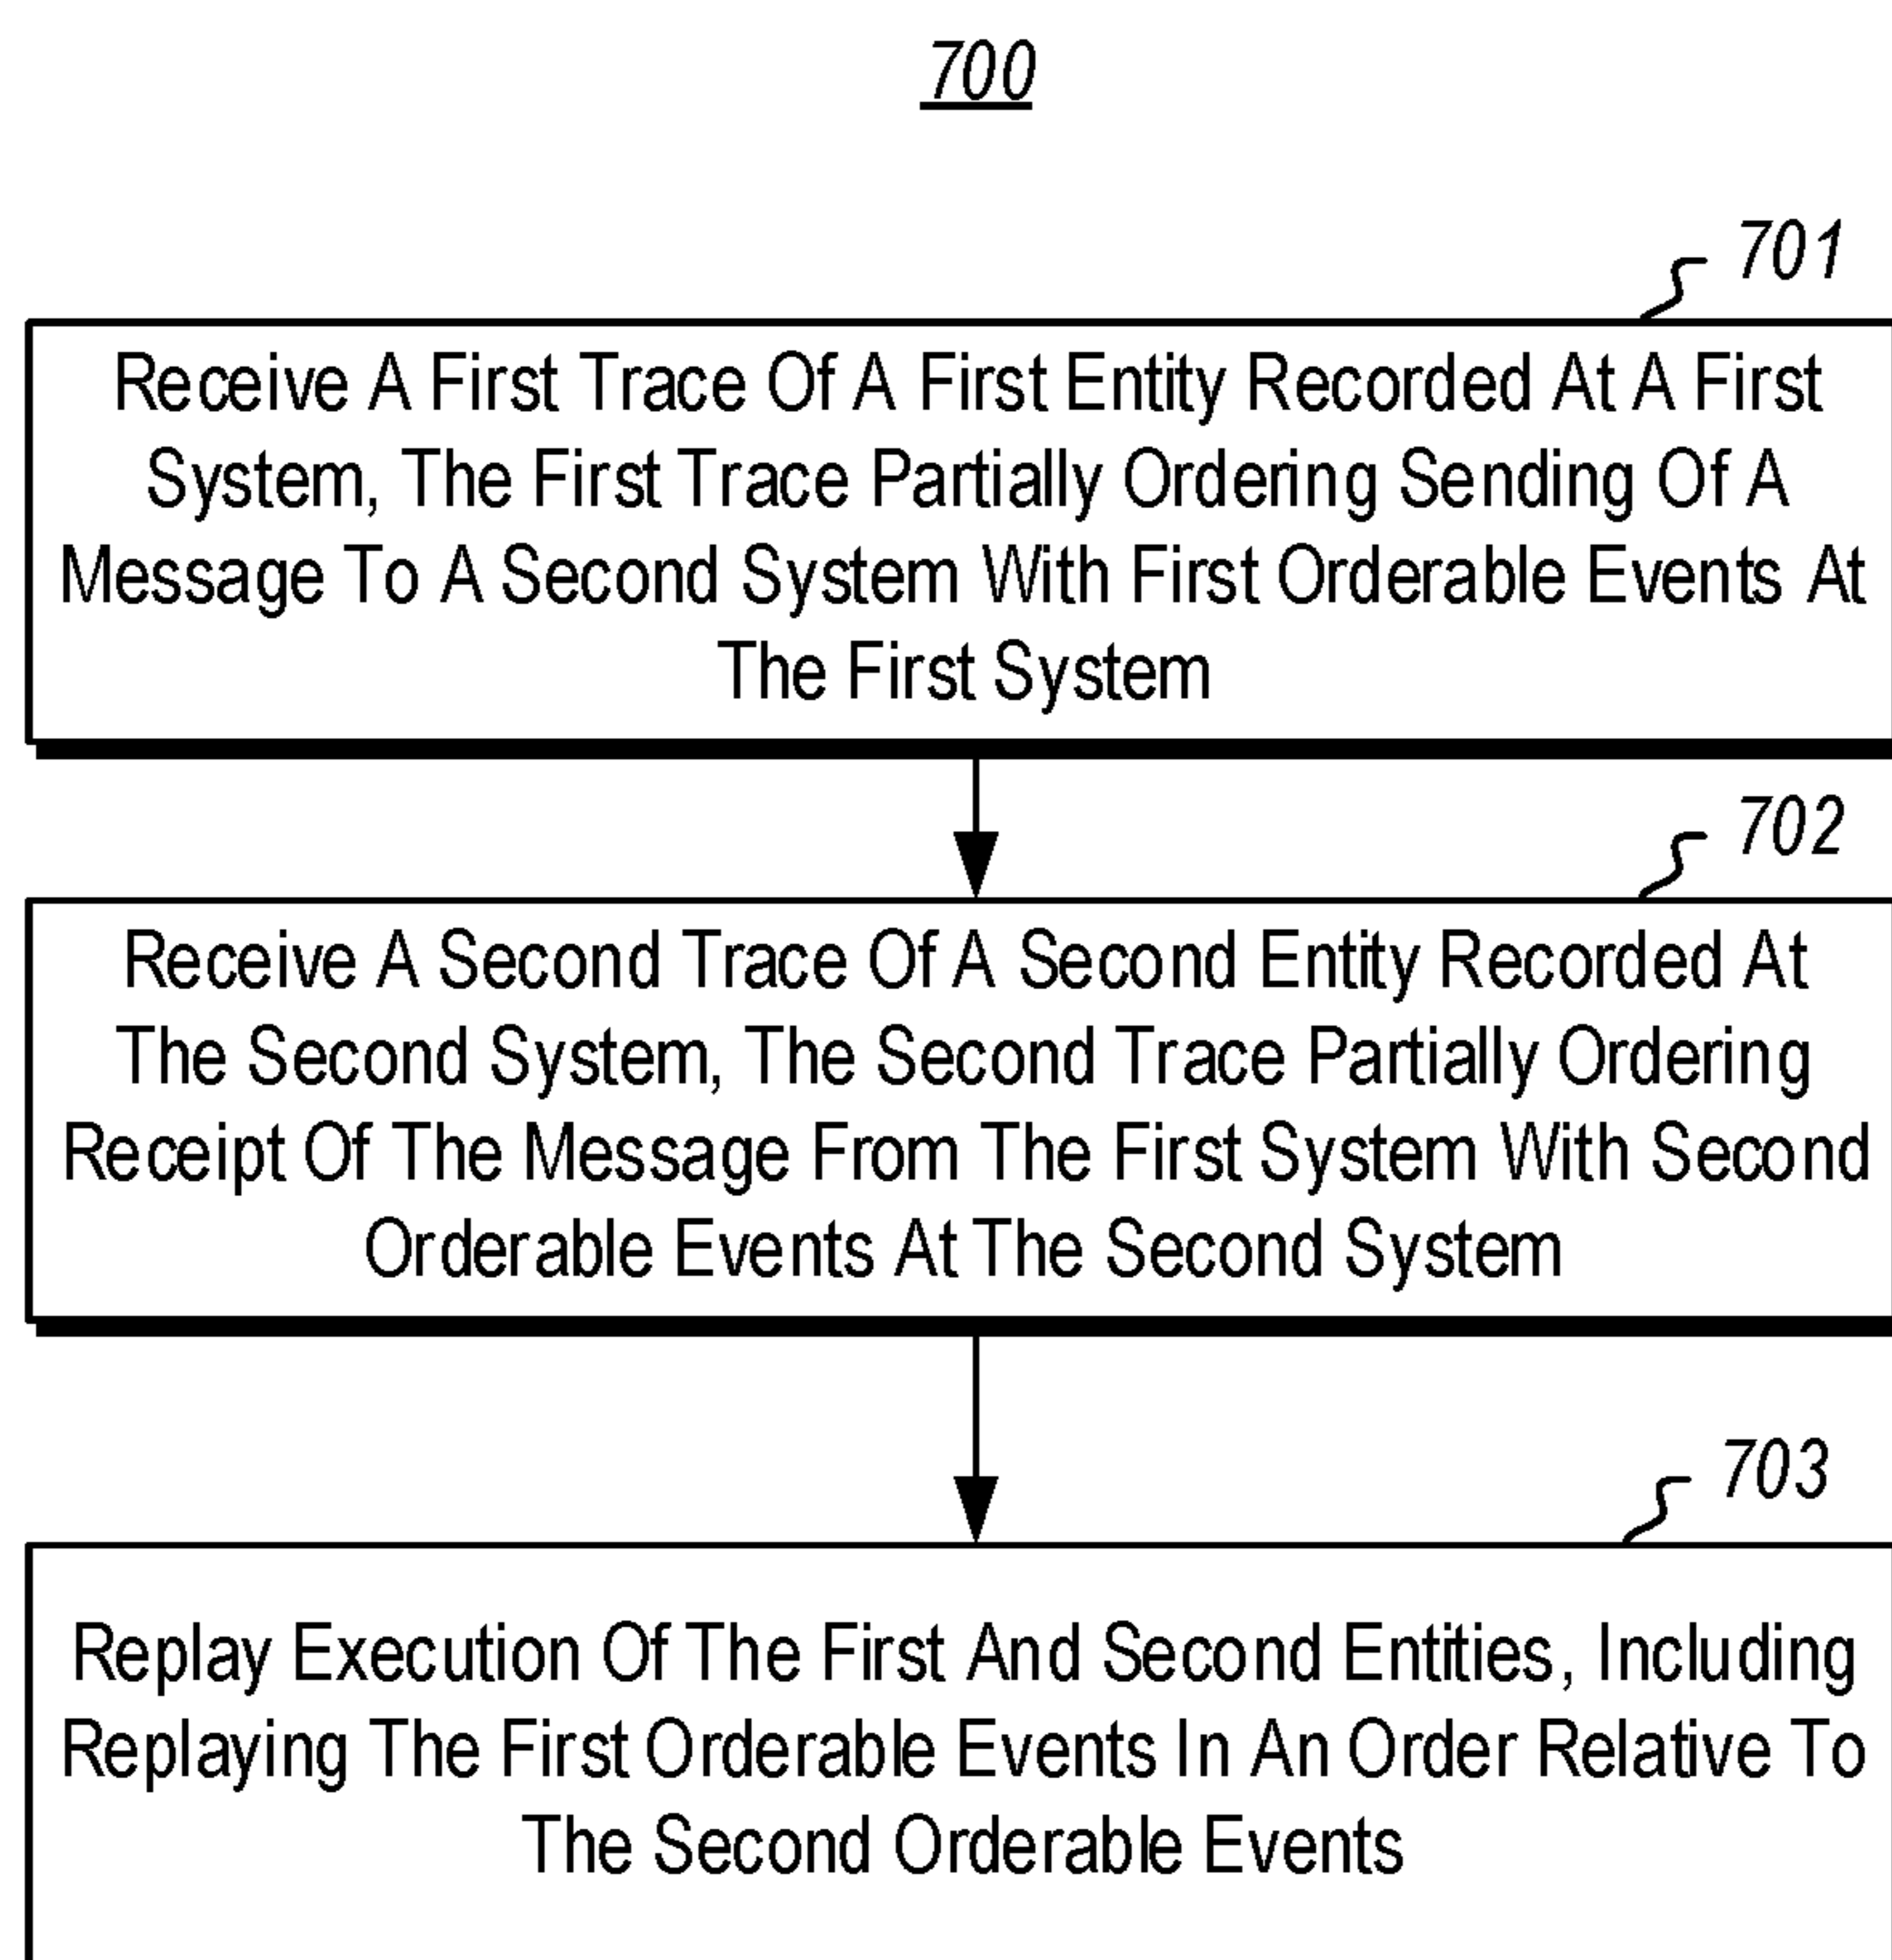 700
701
Receive A First Trace Of A First Entity Recorded At A First
System, The First Trace Partially Ordering Sending Of A
Message To A Second System With First Orderable Events At
The First System
702
Receive A Second Trace Of A Second Entity Recorded At
The Second System, The Second Trace Partially Ordering
Receipt Of The Message From The First System With Second
Orderable Events At The Second System
703
Replay Execution Of The First And Second Entities, Including
Replaying The First Orderable Events In An Order Relative To
The Second Orderable Events